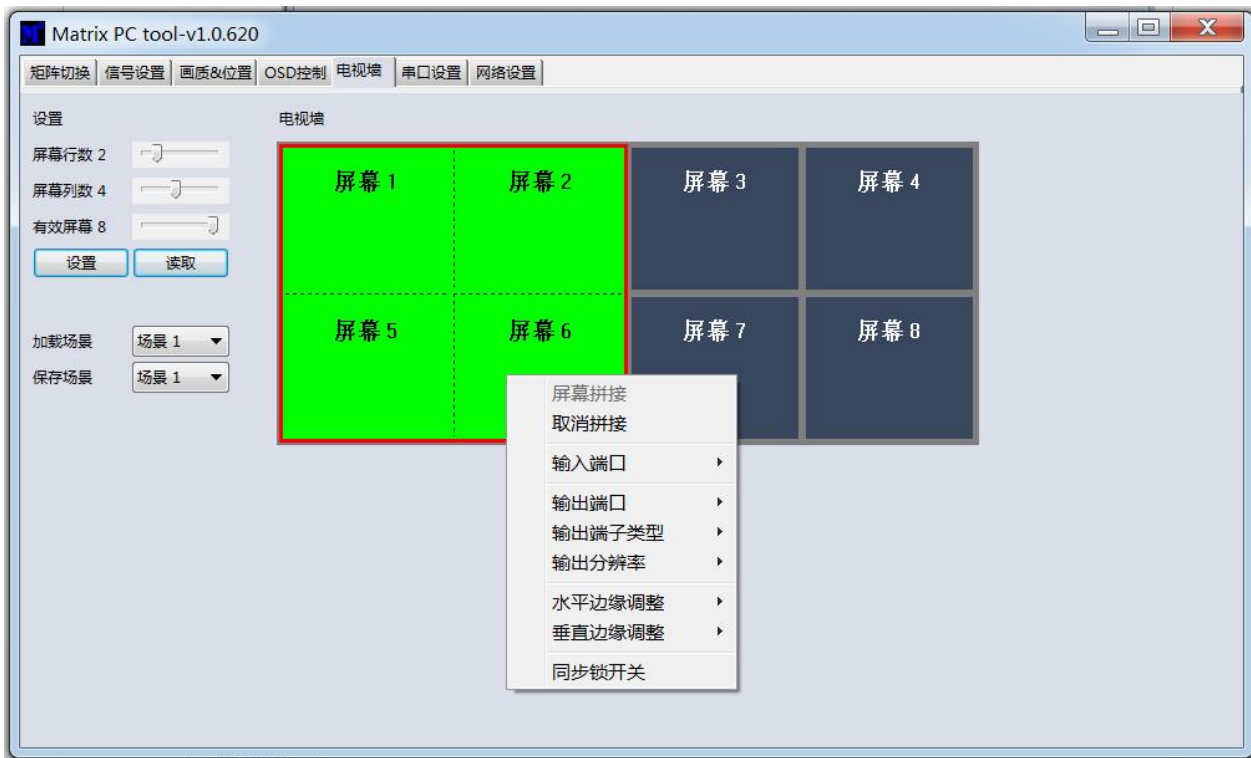 Matrix PC tool-v1.0.620
矩阵切换 信号设置 画质&位置 OSD控制 电视墙 串口设置 网络设置
设置
电视墙
屏幕行数 2
屏幕列数 4
有效屏幕 8
设置 读取
加载场景 场景 1
保存场景 场景 1
屏幕 1 屏幕 2 屏幕 3 屏幕 4
屏幕 5 屏幕 6 屏幕 7 屏幕 8
屏幕拼接
取消拼接
输入端口
输出端口
输出端子类型
输出分辨率
水平边缘调整
垂直边缘调整
同步锁开关